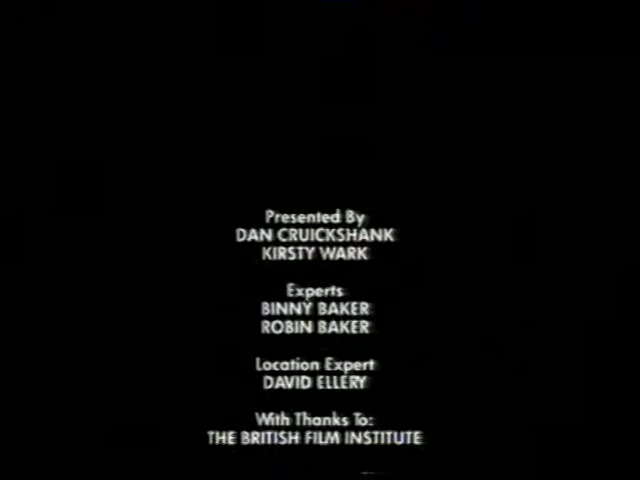 Presented By
DAN CRUICKSHANK
KIRSTY WARK
Experts
BINNY BAKER
ROBIN BAKER
Location Expert
DAVID ELLERY
With Thanks To:
THE BRITISH FILM INSTITUTE